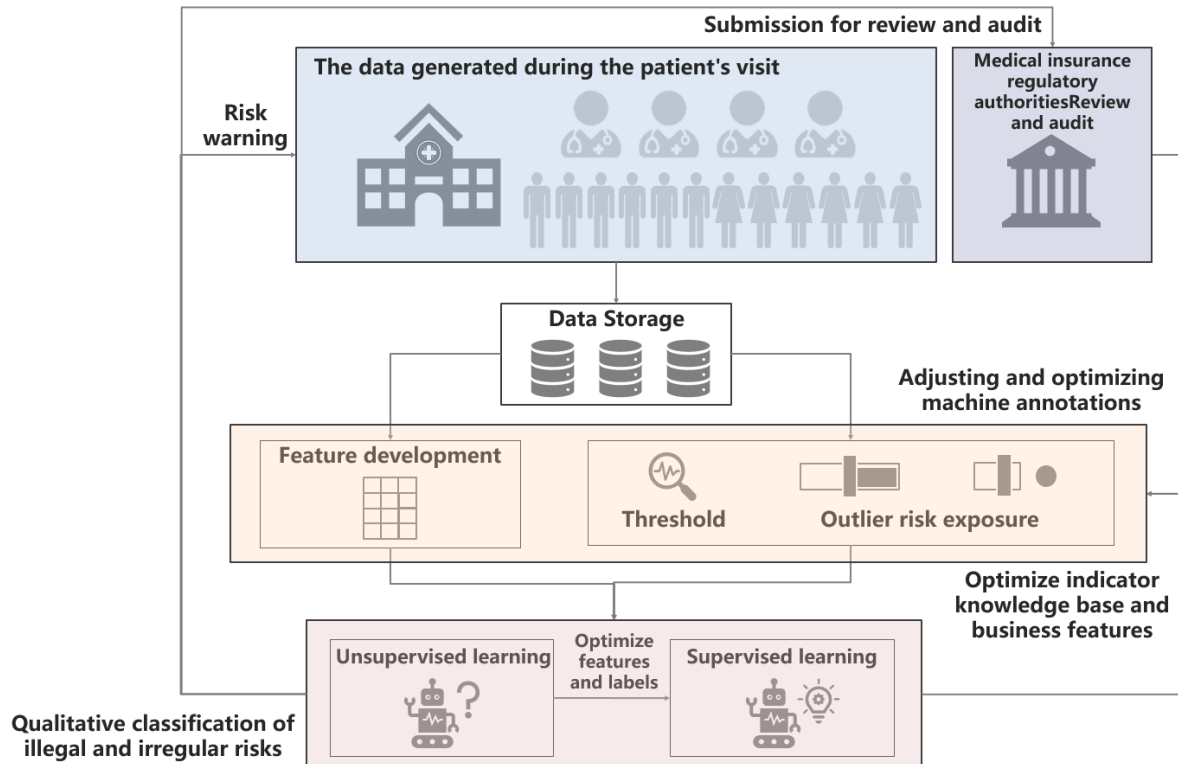 Submission for review and audit
The data generated during the patient's visit
Medical insurance
regulatory
authoritiesReview
and audit
Risk
warning
Data Storage
Adjusting and optimizing
machine annotations
Feature development
Threshold
Outlier risk exposure
Optimize indicator
knowledge base and
business features
Unsupervised learning
Optimize
features
and labels
Supervised learning
Qualitative classification of
illegal and irregular risks